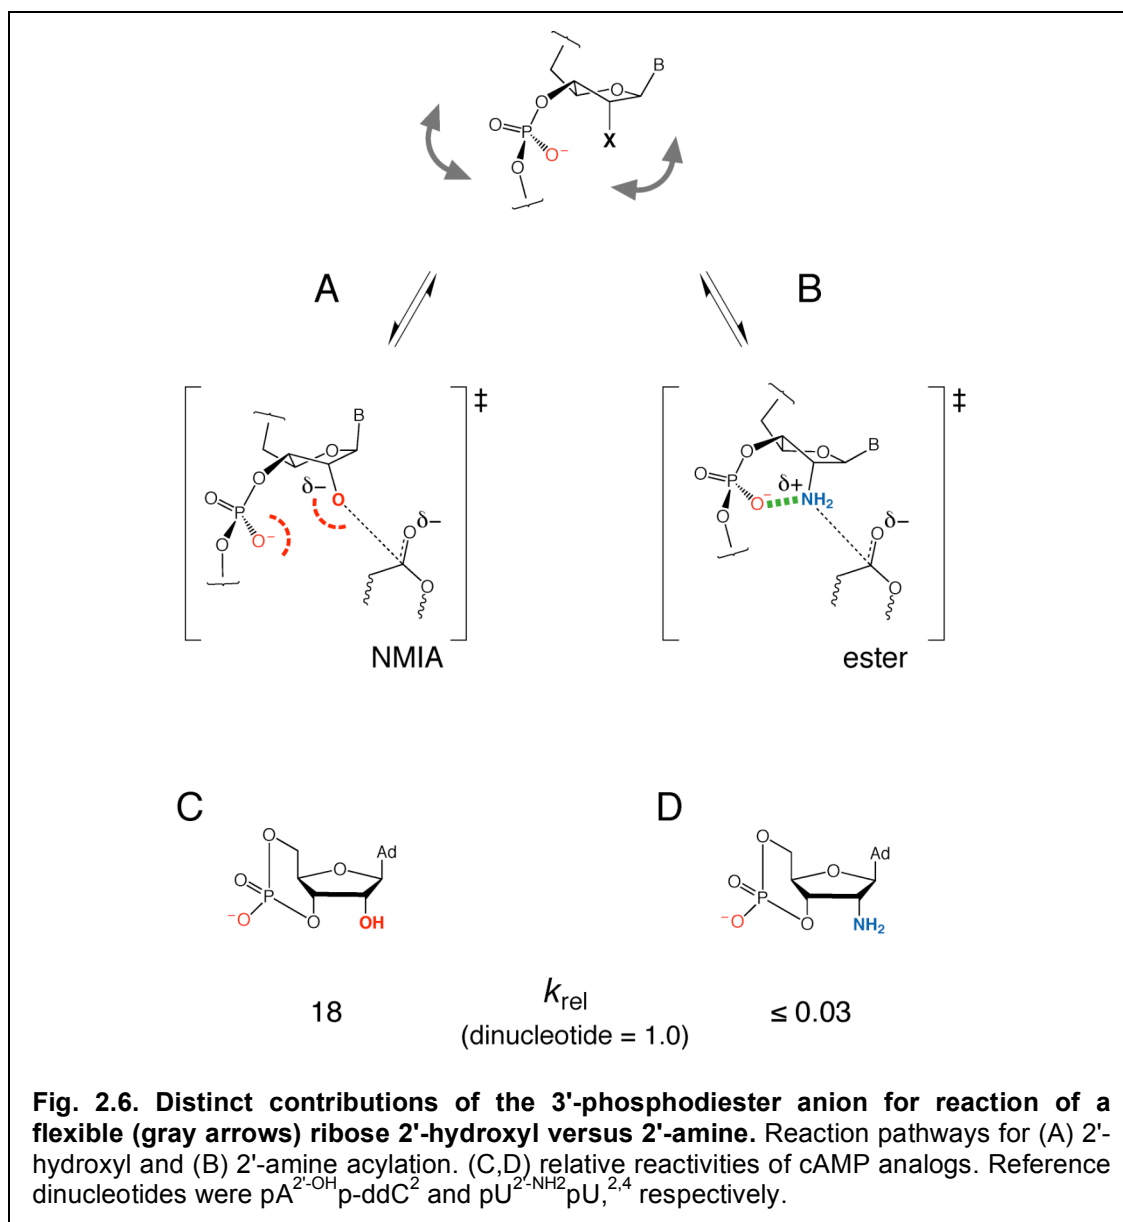 B
O
O
O=P
X
O⁻
O
A
B
‡
‡
B
O
O
δ−
O
O=P
O⁻
O
Oδ−
O
NMIA
B
O
O
δ+
O=P
O⁻
NH₂
O
Oδ−
O
ester
C
D
O
Ad
O
O
P
⁻O
O
OH
O
Ad
O
O
P
⁻O
O
NH₂
18
k_rel
≤ 0.03
(dinucleotide = 1.0)
Fig. 2.6. Distinct contributions of the 3'-phosphodiester anion for reaction of a
flexible (gray arrows) ribose 2'-hydroxyl versus 2'-amine. Reaction pathways for (A) 2'-
hydroxyl and (B) 2'-amine acylation. (C,D) relative reactivities of cAMP analogs. Reference
dinucleotides were pA²'⁻ᴼᴴp-ddC² and pU²'⁻ᴺᴴ²pU,²,⁴ respectively.